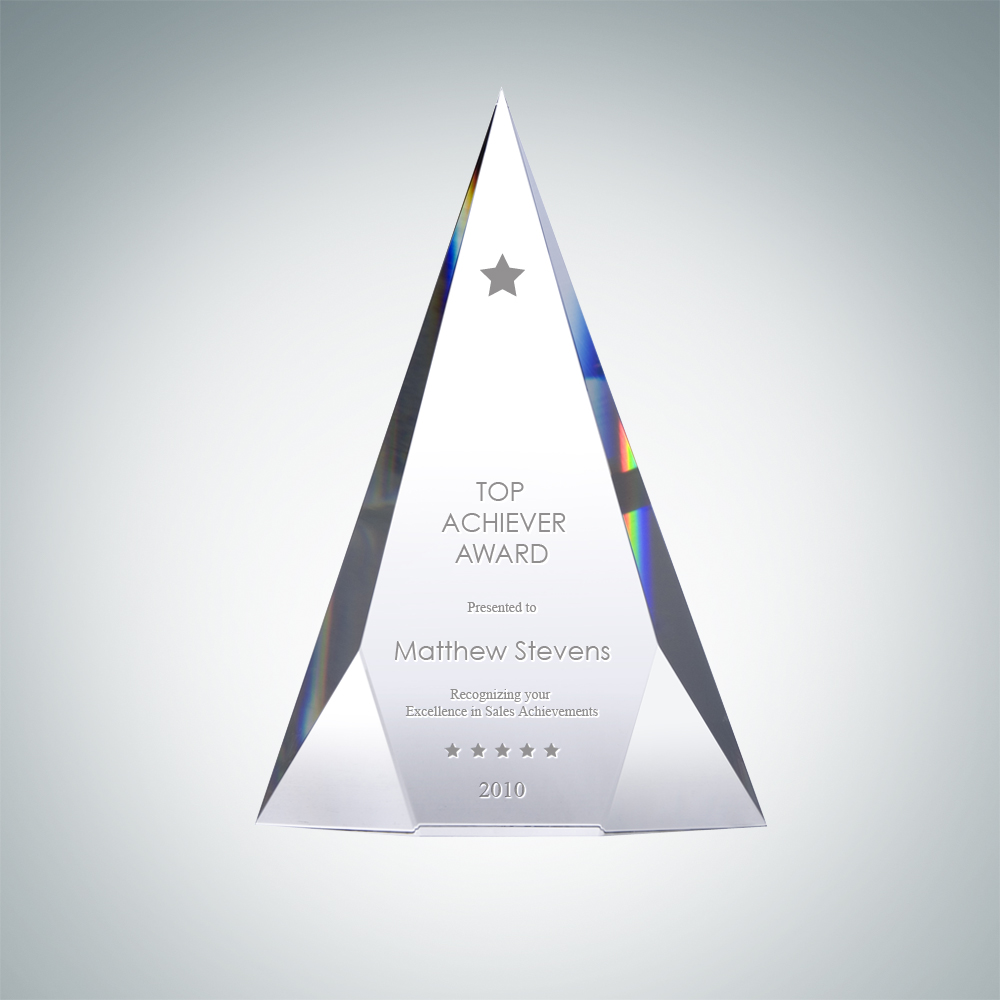 TOP
ACHIEVER
AWARD
Presented to
Matthew Stevens
Recognizing your
Excellence in Sales Achievements
2010